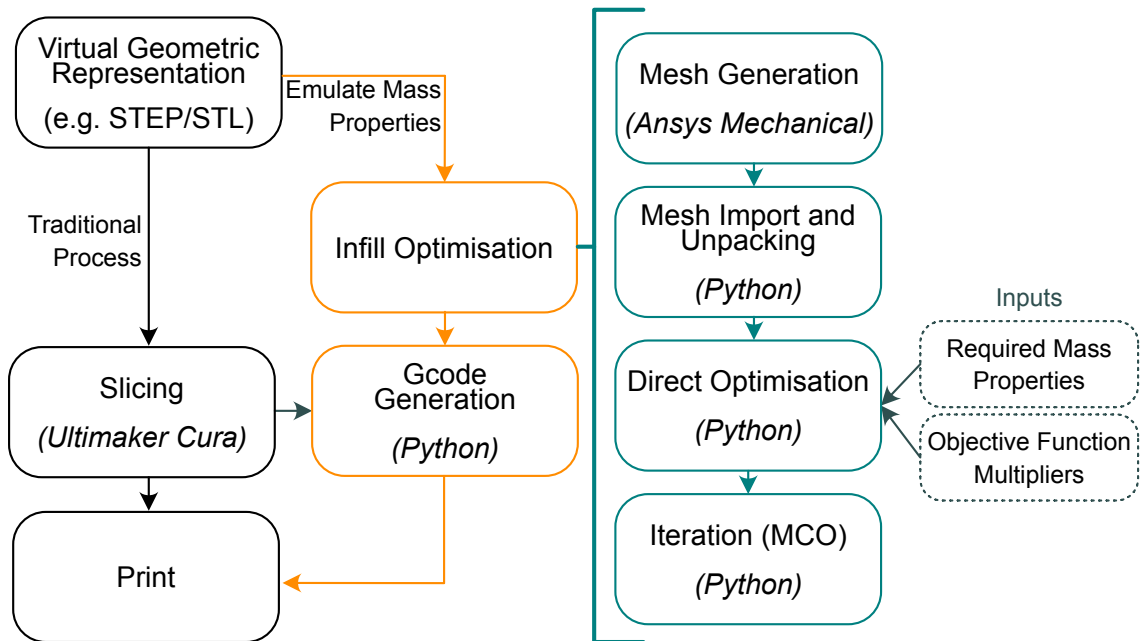 Virtual Geometric
Representation
(e.g. STEP/STL)
Emulate Mass
Properties
Traditional
Process
Infill Optimisation
Slicing
(Ultimaker Cura)
Gcode
Generation
(Python)
Print
Mesh Generation
(Ansys Mechanical)
Mesh Import and
Unpacking
(Python)
Direct Optimisation
(Python)
Iteration (MCO)
(Python)
Inputs
Required Mass
Properties
Objective Function
Multipliers